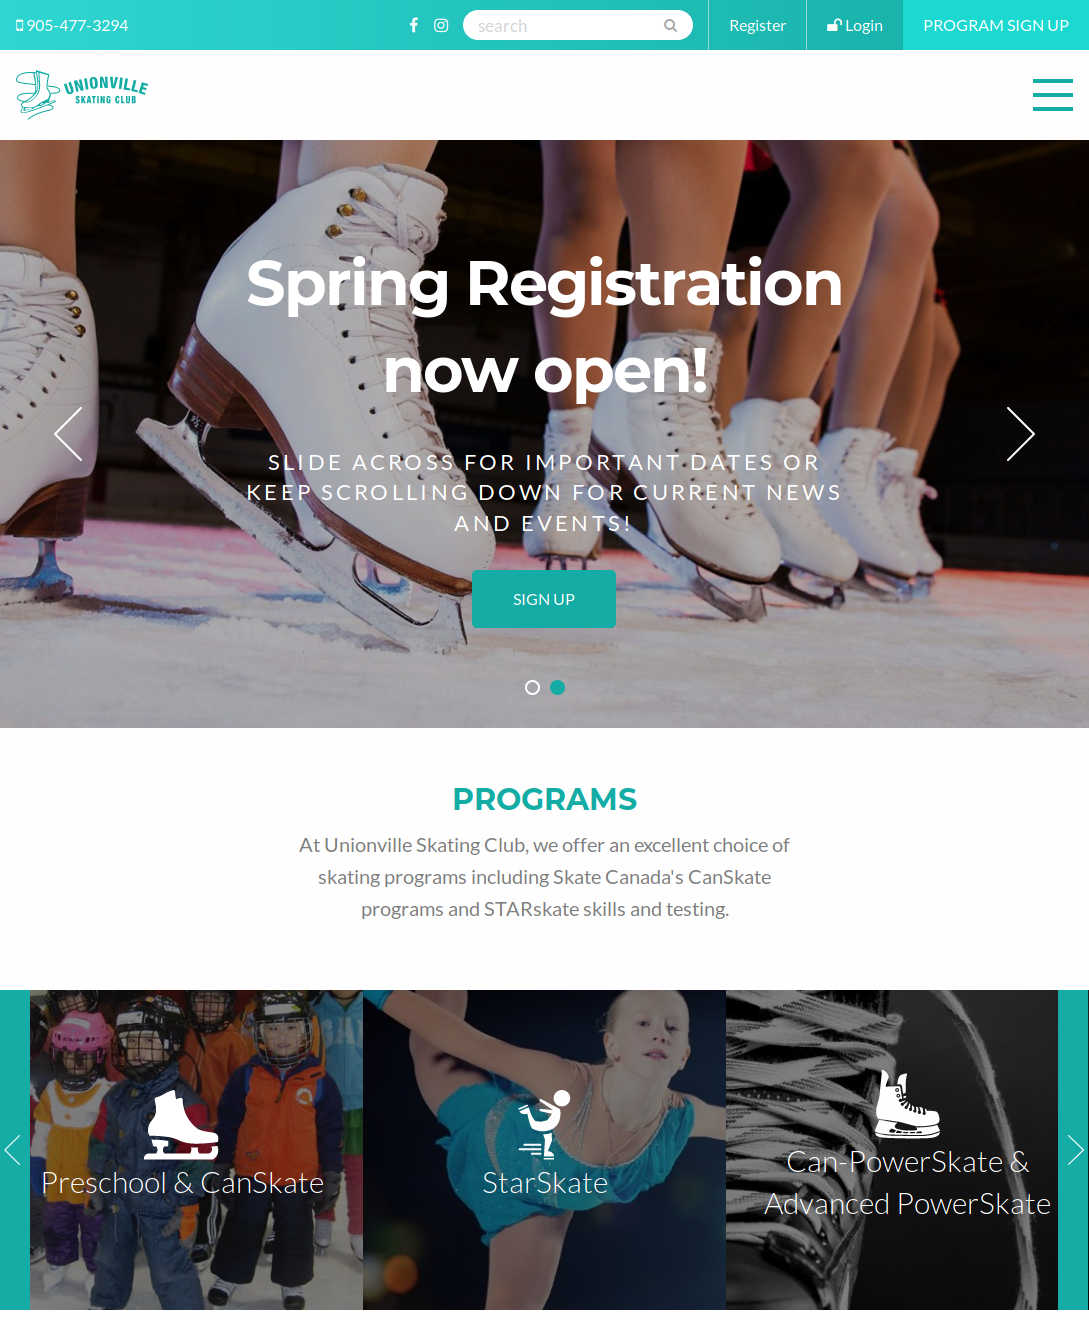 905-477-3294
search
Register
Login
PROGRAM SIGN UP
UNIONVILLE
SKATING CLUB
Spring Registration
now open!
SLIDE ACROSS FOR IMPORTANT DATES OR
KEEP SCROLLING DOWN FOR CURRENT NEWS
AND EVENTS!
SIGN UP
PROGRAMS
At Unionville Skating Club, we offer an excellent choice of
skating programs including Skate Canada's CanSkate
programs and STARskate skills and testing.
Preschool & CanSkate
StarSkate
Can-PowerSkate &
Advanced PowerSkate